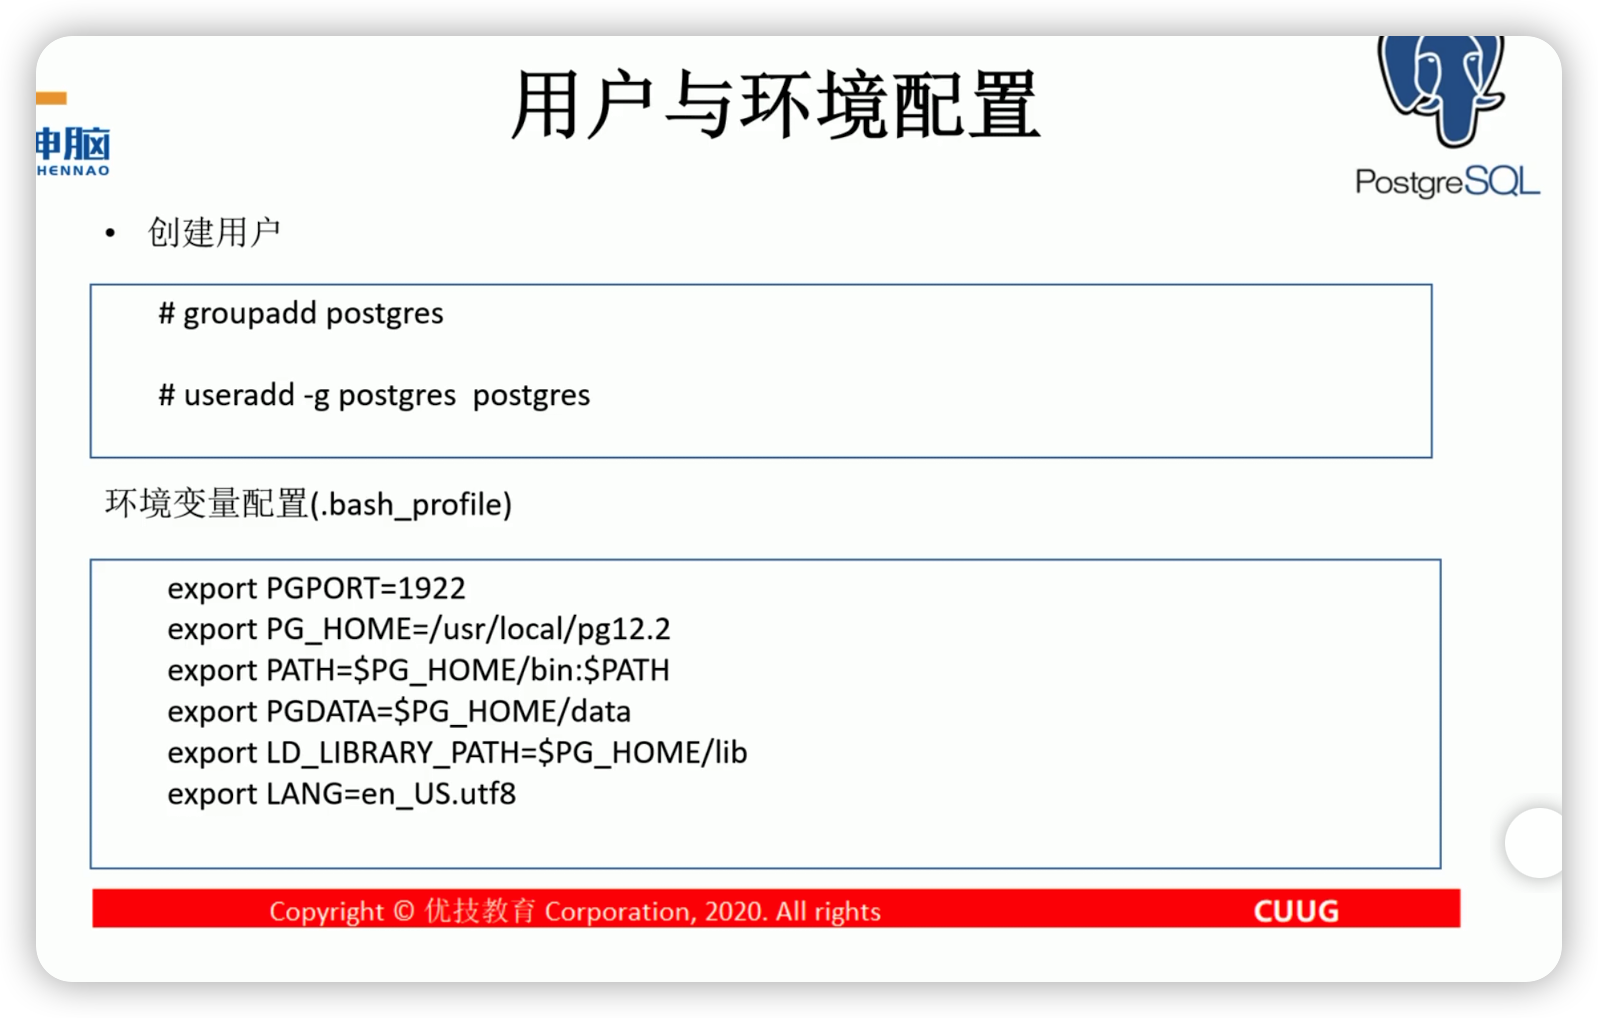 用户与环境配置
神脑
HENNAO
PostgreSQL
• 创建用户
# groupadd postgres
# useradd -g postgres  postgres
环境变量配置(.bash_profile)
export PGPORT=1922
export PG_HOME=/usr/local/pg12.2
export PATH=$PG_HOME/bin:$PATH
export PGDATA=$PG_HOME/data
export LD_LIBRARY_PATH=$PG_HOME/lib
export LANG=en_US.utf8
Copyright © 优技教育 Corporation, 2020. All rights
CUUG